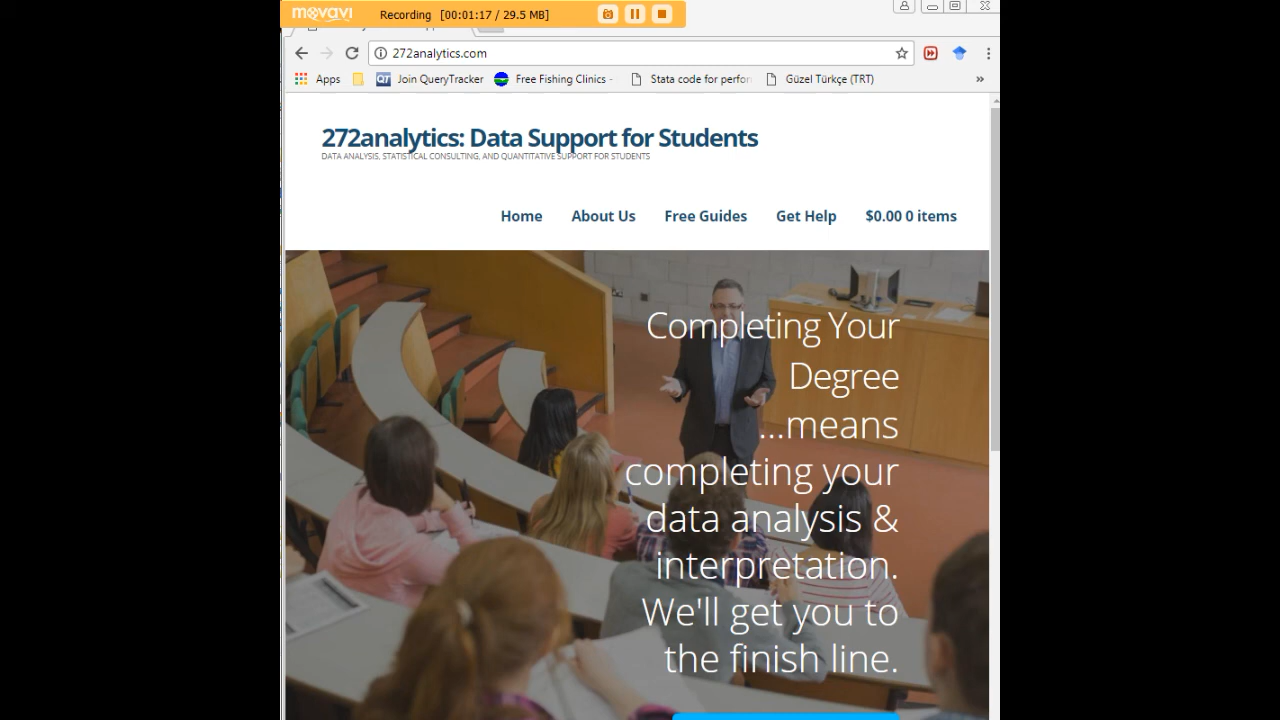 movavi Recording [00:01:17 / 29.5 MB]
272analytics.com
Apps QT Join QueryTracker Free Fishing Clinics - Stata code for perfor Güzel Türkçe (TRT) »
272analytics: Data Support for Students
DATA ANALYSIS, STATISTICAL CONSULTING, AND QUANTITATIVE SUPPORT FOR STUDENTS
Home About Us Free Guides Get Help $0.00 0 items
Completing Your
Degree
...means
completing your
data analysis &
interpretation.
We'll get you to
the finish line.